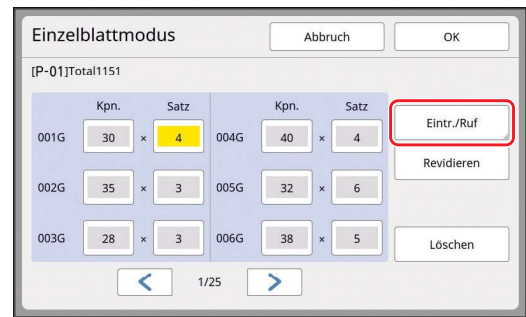 Einzelblattmodus Abbruch OK
[P-01]Total1151
Kpn. Satz Kpn. Satz
001G 30 × 4 004G 40 × 4 Eintr./Ruf
Revidieren
002G 35 × 3 005G 32 × 6
003G 28 × 3 006G 38 × 5 Löschen
< 1/25 >